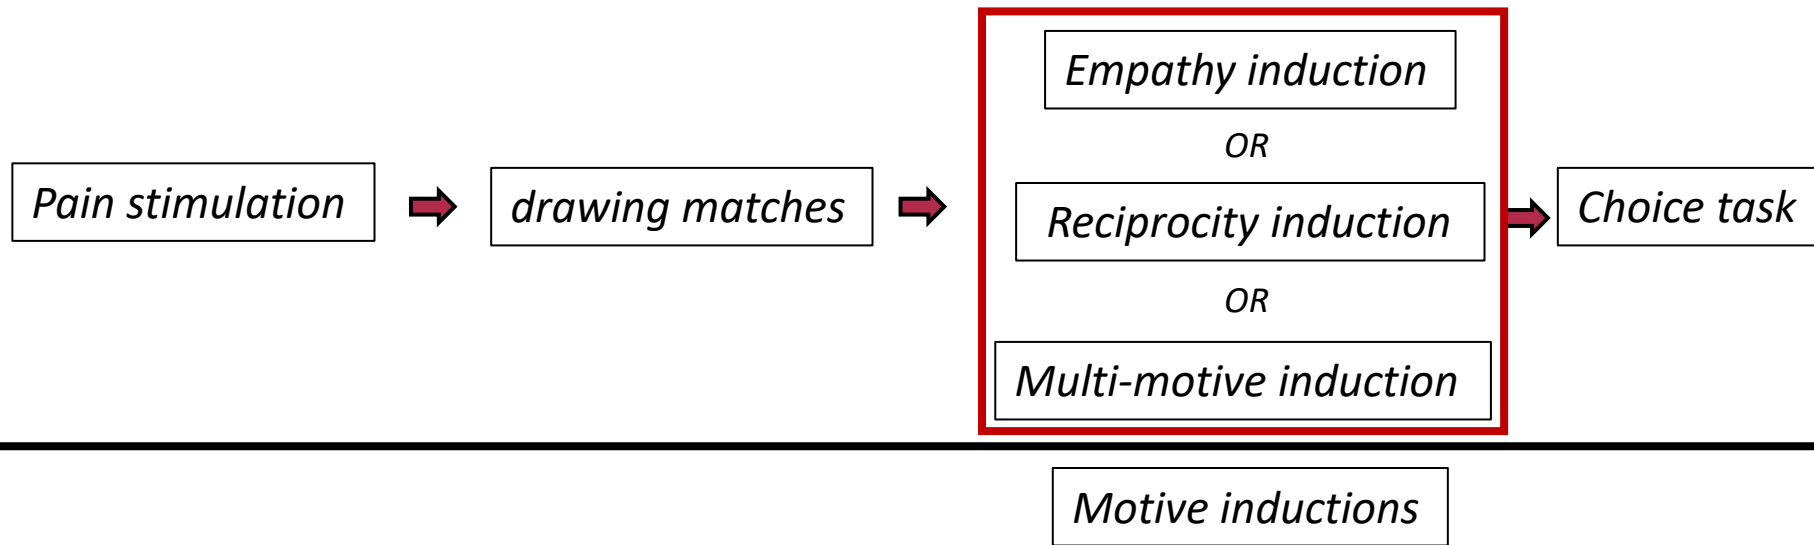 Pain stimulation
drawing matches
Empathy induction
OR
Reciprocity induction
OR
Multi-motive induction
Choice task
Motive inductions